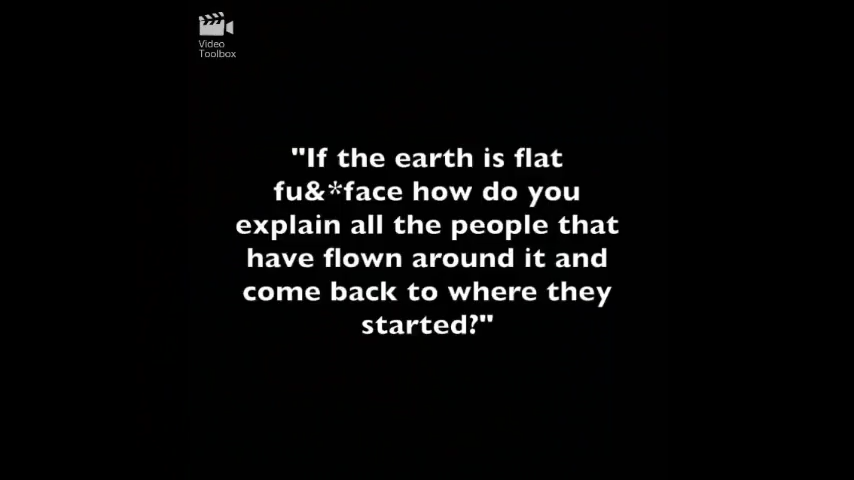 Video
Toolbox
"If the earth is flat
fu&*face how do you
explain all the people that
have flown around it and
come back to where they
started?"